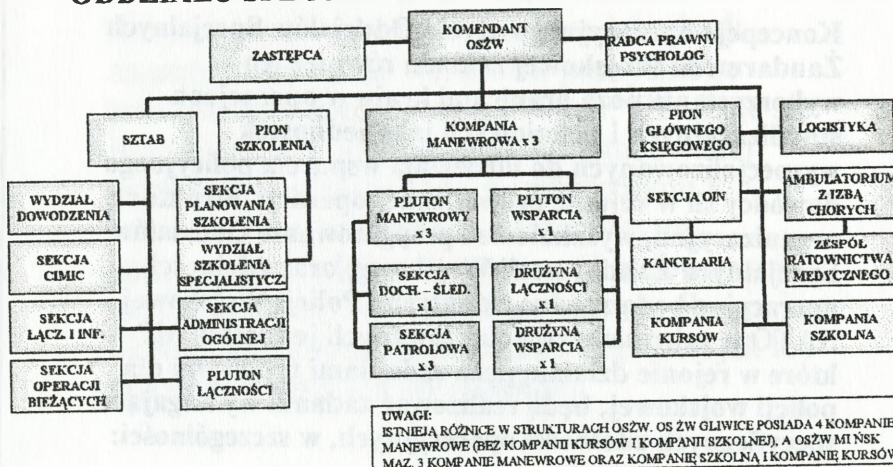 KOMENDANT
OSŻW
ZASTĘPCA
RADCA PRAWNY
PSYCHOLOG
SZTAB
PION
SZKOLENIA
KOMPANIA
MANEWROWA x 3
PION
GŁÓWNEGO
KSIĘGOWEGO
LOGISTYKA
WYDZIAŁ
DOWODZENIA
SEKCJA
PLANOWANIA
SZKOLENIA
PLUTON
MANEWROWY
x 3
PLUTON
WSPARCIA
x 1
SEKCJA OiN
AMBULATORIUM
Z IZBĄ
CHORYCH
SEKCJA
CIMIC
WYDZIAŁ
SZKOLENIA
SPECJALISTYCZ
SEKCJA
DOCH. – ŚLED.
x 1
DRUŻYNA
ŁĄCZNOŚCI
x 1
KANCELARIA
ZESPÓŁ
RATOWNICTWA
MEDYCZNEGO
SEKCJA
ŁĄCZ. I INF.
SEKCJA
ADMINISTRACJI
OGÓLNEJ
SEKCJA
PATROLOWA
x 3
DRUŻYNA
WSPARCIA
x 1
KOMPANIA
KURSÓW
KOMPANIA
SZKOLNA
SEKCJA
OPERACJI
BIEŻĄCYCH
PLUTON
ŁĄCZNOŚCI
UWAGI:
ISTNIEJĄ RÓŻNICE W STRUKTURACH OSŻW. OS ŻW GLIWICE POSIADA 4 KOMPANIE
MANEWROWE (BEZ KOMPANII KURSÓW I KOMPANII SZKOLNEJ), A OSŻW MIŃSK
MAZ. 3 KOMPANIE MANEWROWE ORAZ KOMPANIĘ SZKOLNĄ I KOMPANIĘ KURSÓW